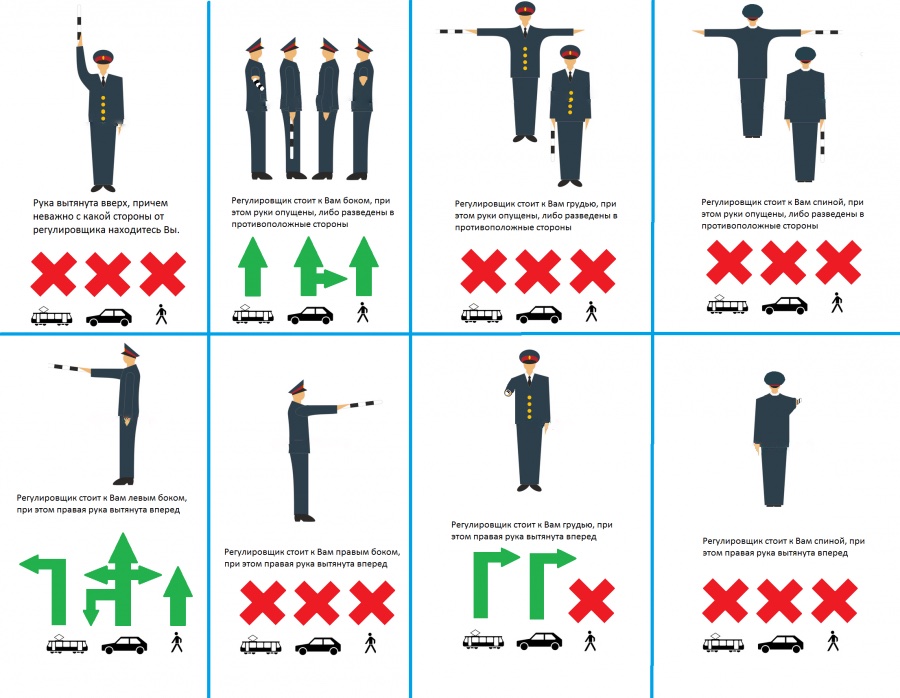 Рука вытянута вверх, причем
неважно с какой стороны от
регулировщика находитесь Вы.
Регулировщик стоит к Вам боком, при
этом руки опущены, либо разведены в
противоположные стороны
Регулировщик стоит к Вам грудью, при
этом руки опущены, либо разведены в
противоположные стороны
Регулировщик стоит к Вам спиной, при
этом руки опущены, либо разведены в
противоположные стороны
Регулировщик стоит к Вам левым боком,
при этом правая рука вытянута вперед
Регулировщик стоит к Вам правым боком,
при этом правая рука вытянута вперед
Регулировщик стоит к Вам грудью, при
этом правая рука вытянута вперед
Регулировщик стоит к Вам спиной, при
этом правая рука вытянута вперед